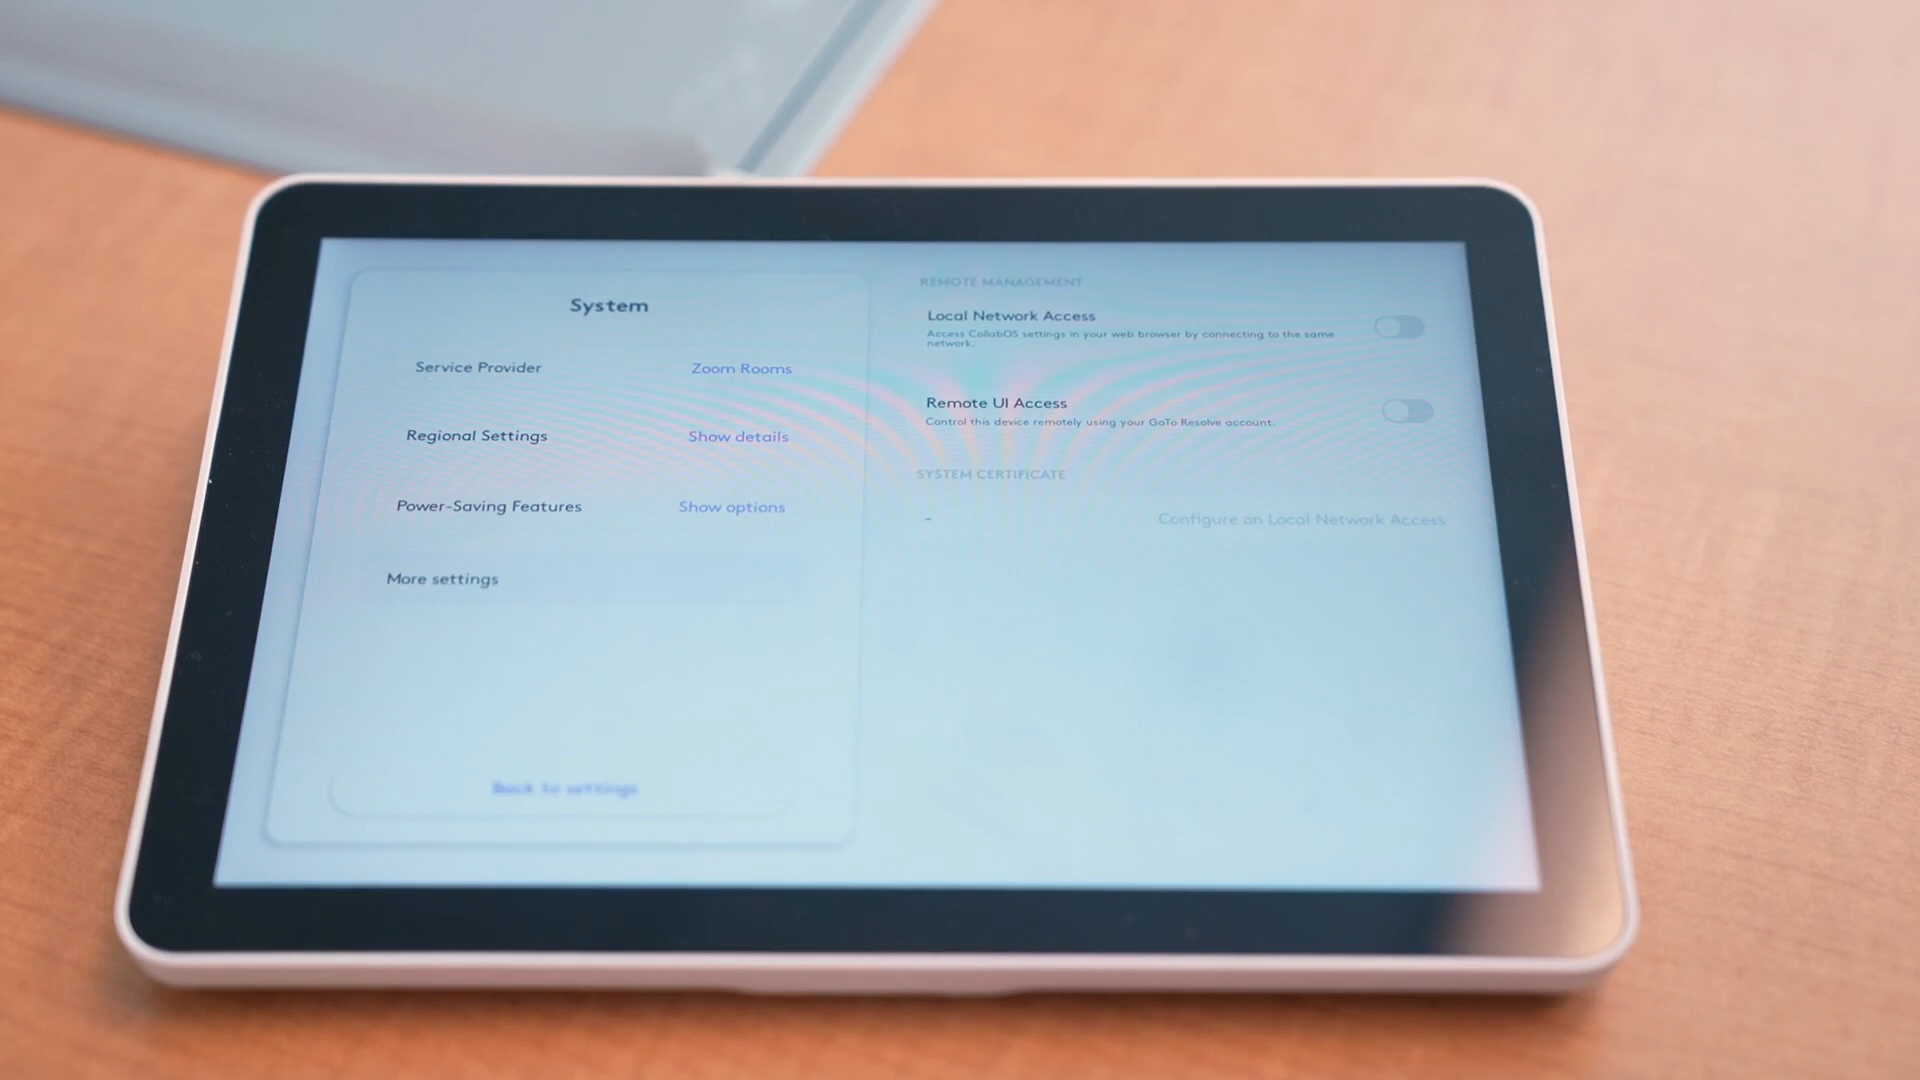 System
Service Provider
Zoom Rooms
Regional Settings
Show details
Power-Saving Features
Show options
More settings
Back to settings
REMOTE MANAGEMENT
Local Network Access
Access CollabOS settings in your web browser by connecting to the same
network.
Remote UI Access
Control this device remotely using your GoTo Resolve account.
SYSTEM CERTIFICATE
-
Configure on Local Network Access